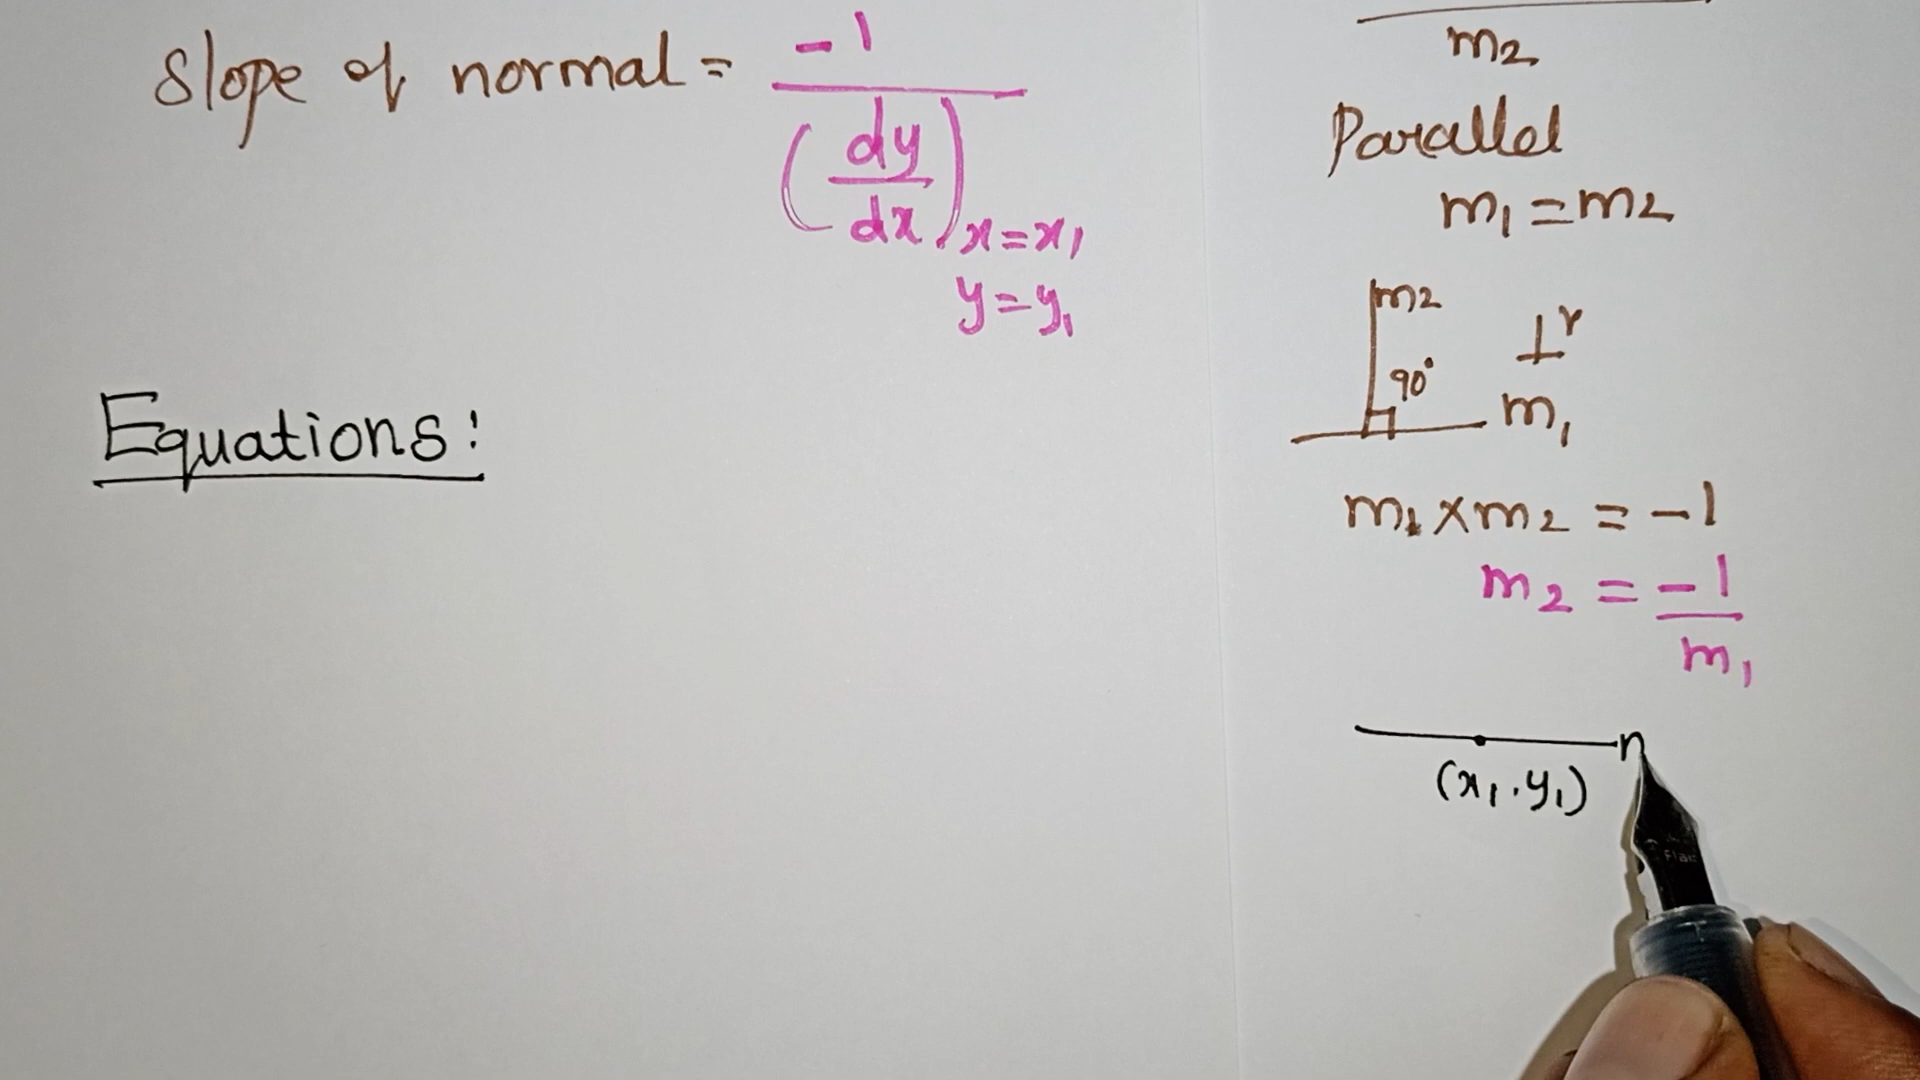 Slope of normal = -1
(dy
dx) x=x1
y=y1
Equations:
m2
Parallel
m1=m2
m2
⊥r
90°
m1
m1×m2 = -1
m2 = -1
m1
(x1,y1)